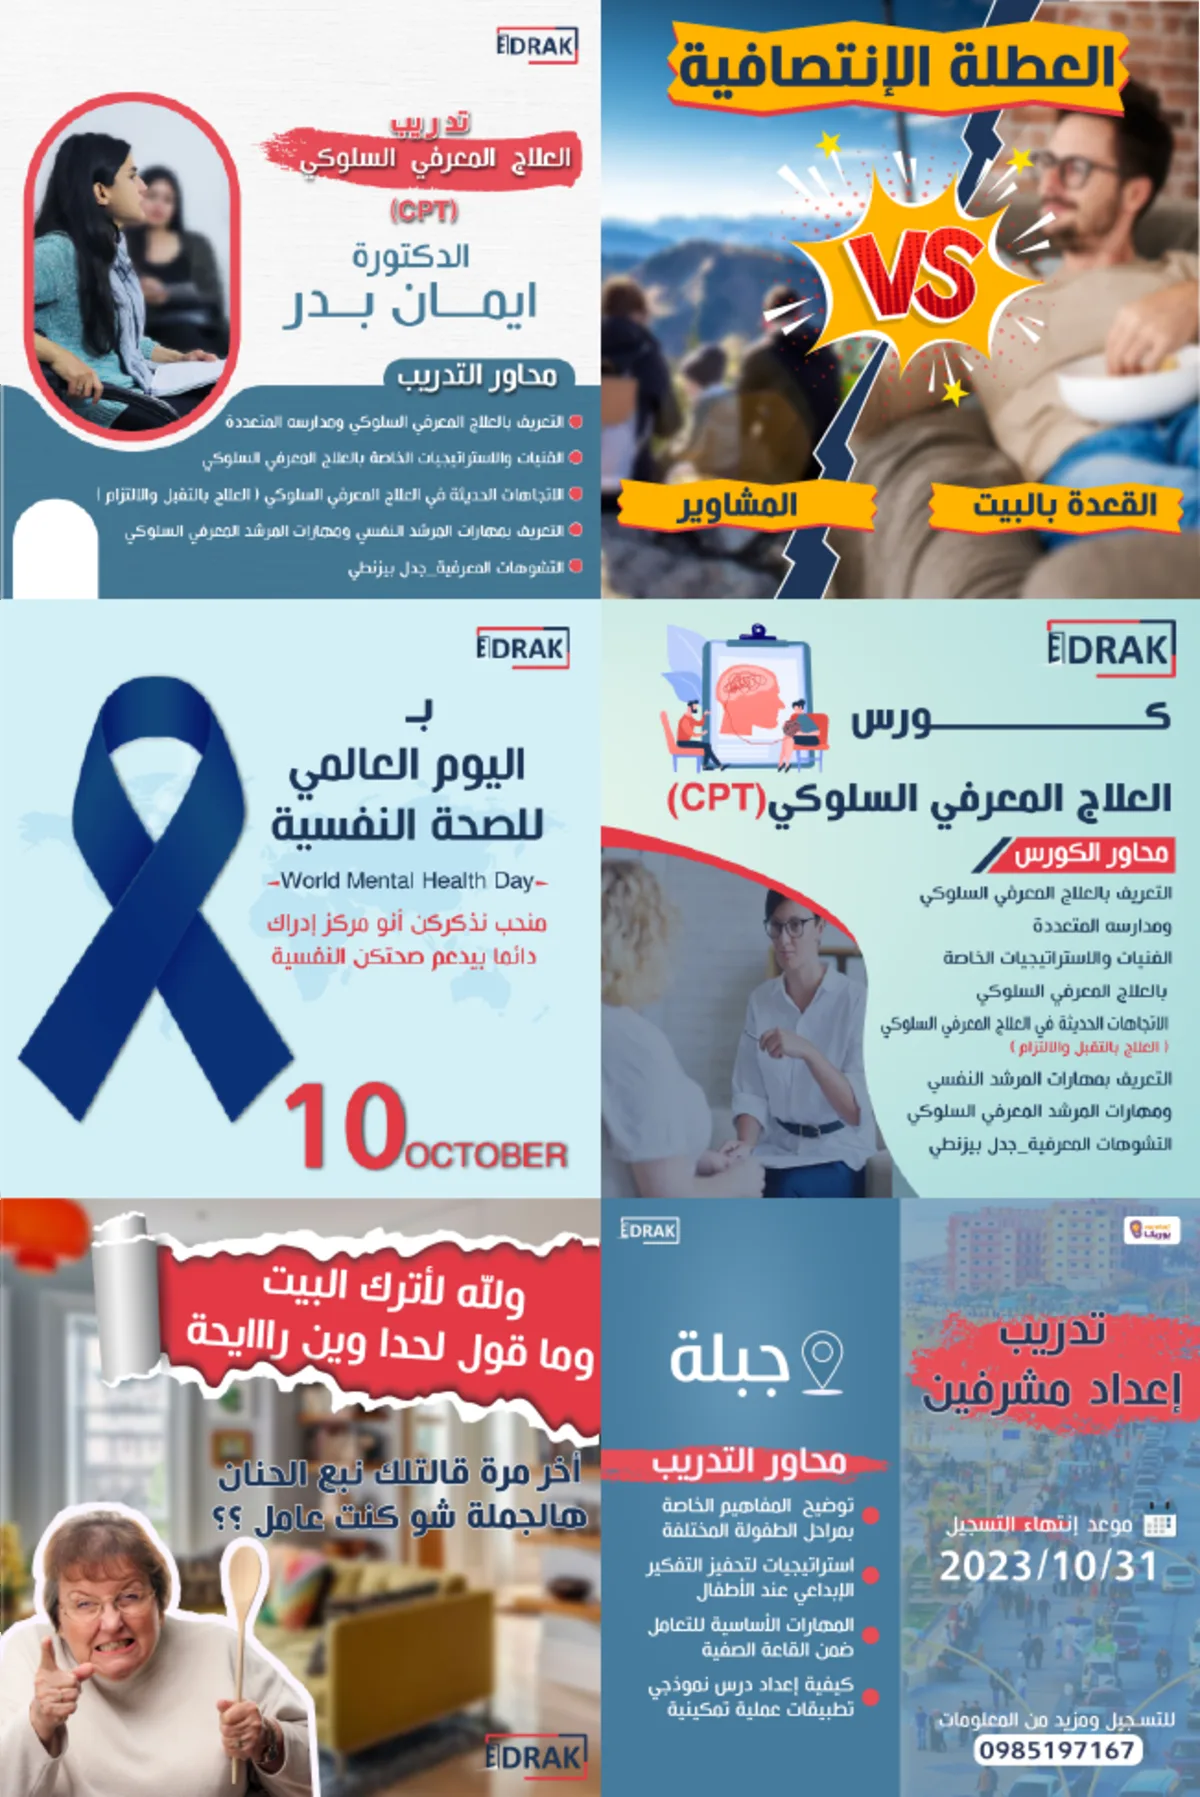 EDRAK
تدريب
العلاج المعرفي السلوكي
(CPT)
الدكتورة
ايمان بدر
محاور التدريب
التعريف بالعلاج المعرفي السلوكي ومدارسه المتعددة
الفنيات والاستراتيجيات الخاصة بالعلاج المعرفي السلوكي
الاتجاهات الحديثة في العلاج المعرفي السلوكي ( العلاج بالتقبل والالتزام )
التعريف بمهارات المرشد النفسي ومهارات المرشد المعرفي السلوكي
التشوهات المعرفية_جدل بيزنطي
العطلة الإنتصافية
VS
القعدة بالبيت
المشاوير
EDRAK
بـ
اليوم العالمي
للصحة النفسية
World Mental Health Day
منحب نذكركن أنو مركز إدراك
دائما بيدعم صحتكن النفسية
10 OCTOBER
EDRAK
كـورس
العلاج المعرفي السلوكي(CPT)
محاور الكورس
التعريف بالعلاج المعرفي السلوكي
ومدارسه المتعددة
الفنيات والاستراتيجيات الخاصة
بالعلاج المعرفي السلوكي
الاتجاهات الحديثة في العلاج المعرفي السلوكي
( العلاج بالتقبل والالتزام )
التعريف بمهارات المرشد النفسي
ومهارات المرشد المعرفي السلوكي
التشوهات المعرفية_جدل بيزنطي
ولله لأترك البيت
وما قول لحدا وين رااايحة
أخر مرة قالتلك نبع الحنان
هالجملة شو كنت عامل ؟؟
EDRAK
EDRAK
جبلة
محاور التدريب
توضيح المفاهيم الخاصة
بمراحل الطفولة المختلفة
استراتيجيات لتحفيز التفكير
الإبداعي عند الأطفال
المهارات الأساسية للتعامل
ضمن القاعة الصفية
كيفية إعداد درس نموذجي
تطبيقات عملية تمكينية
يوريكا
تدريب
إعداد مشرفين
موعد إنتهاء التسجيل
2023/10/31
للتسجيل ومزيد من المعلومات
0985197167